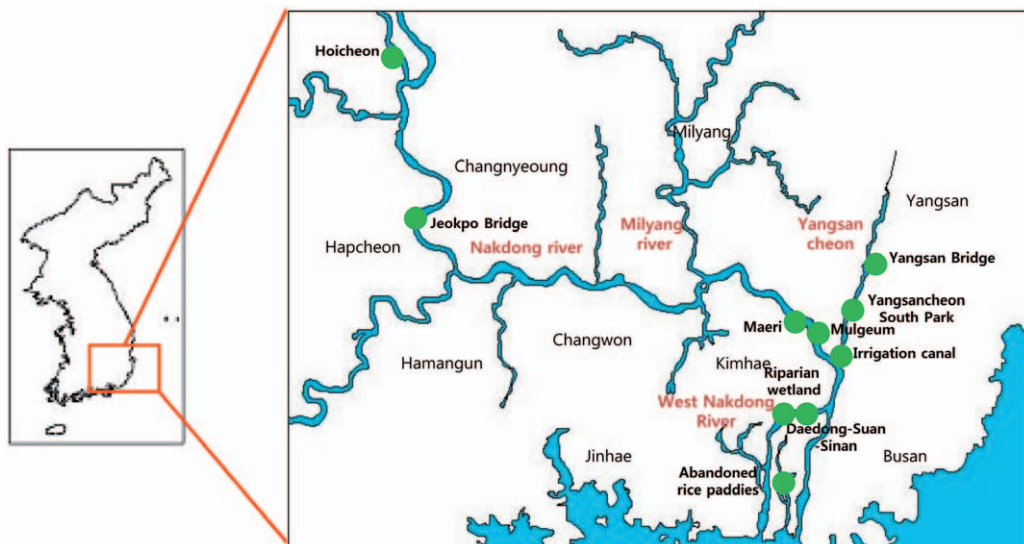 Hoicheon
Milyang
Changnyeoung
Yangsan
Jeokpo Bridge
Hapcheon
Nakdong river
Milyang
river
Yangsan
cheon
Yangsan Bridge
Yangsancheon
South Park
Maeri
Mulgeum
Changwon
Irrigation canal
Hamangun
Kimhae
Riparian
wetland
West Nakdong
River
Daedong-Suan
-Sinan
Jinhae
Busan
Abandoned
rice paddies